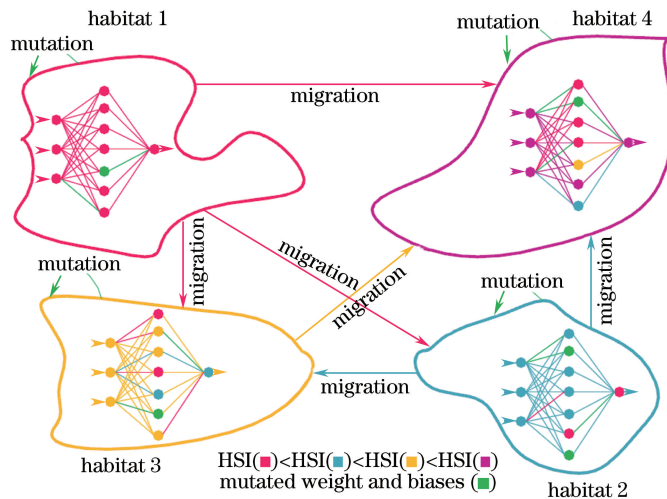 habitat 1
habitat 4
mutation
mutation
migration
migration
migration
migration
mutation
mutation
migration
migration
habitat 3
HSI(■)<HSI(■)<HSI(■)<HSI(■)
mutated weight and biases (■)
habitat 2